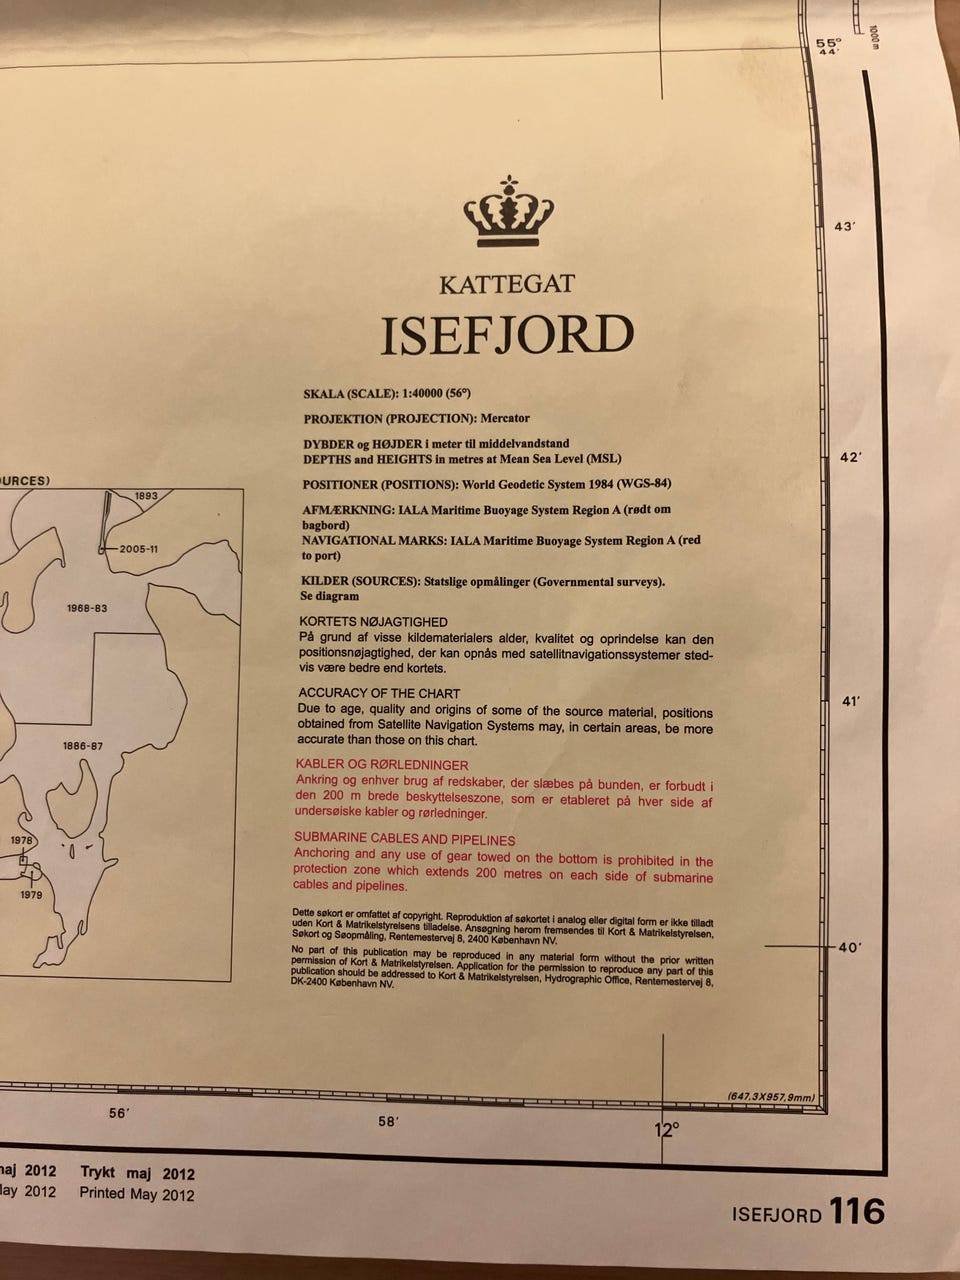 55°
44′
1000 m
43′
KATTEGAT
ISEFJORD
SKALA (SCALE): 1:40000 (56°)
PROJEKTION (PROJECTION): Mercator
DYBDER og HØJDER i meter til middelvandstand
DEPTHS and HEIGHTS in metres at Mean Sea Level (MSL)
POSITIONER (POSITIONS): World Geodetic System 1984 (WGS-84)
AFMÆRKNING: IALA Maritime Buoyage System Region A (rødt om
bagbord)
NAVIGATIONAL MARKS: IALA Maritime Buoyage System Region A (red
to port)
KILDER (SOURCES): Statslige opmålinger (Governmental surveys).
Se diagram
KORTETS NØJAGTIGHED
På grund af visse kildematerialers alder, kvalitet og oprindelse kan den
positionsnøjagtighed, der kan opnås med satellitnavigationssystemer sted-
vis være bedre end kortets.
ACCURACY OF THE CHART
Due to age, quality and origins of some of the source material, positions
obtained from Satellite Navigation Systems may, in certain areas, be more
accurate than those on this chart.
KABLER OG RØRLEDNINGER
Ankring og enhver brug af redskaber, der slæbes på bunden, er forbudt i
den 200 m brede beskyttelseszone, som er etableret på hver side af
undersøiske kabler og rørledninger.
SUBMARINE CABLES AND PIPELINES
Anchoring and any use of gear towed on the bottom is prohibited in the
protection zone which extends 200 metres on each side of submarine
cables and pipelines.
Dette søkort er omfattet af copyright. Reproduktion af søkortet i analog eller digital form er ikke tilladt
uden Kort & Matrikelstyrelsens tilladelse. Ansøgning herom fremsendes til Kort & Matrikelstyrelsen,
Søkort og Søopmåling, Rentemestervej 8, 2400 København NV.
No part of this publication may be reproduced in any material form without the prior written
permission of Kort & Matrikelstyrelsen. Application for the permission to reproduce any part of this
publication should be addressed to Kort & Matrikelstyrelsen, Hydrographic Office, Rentemestervej 8,
DK-2400 København NV.
URCES)
1893
2005-11
1968-83
1886-87
1978
1979
42′
41′
40′
(647,3X957,9mm)
56′
58′
12°
maj 2012 Trykt maj 2012
May 2012 Printed May 2012
ISEFJORD 116